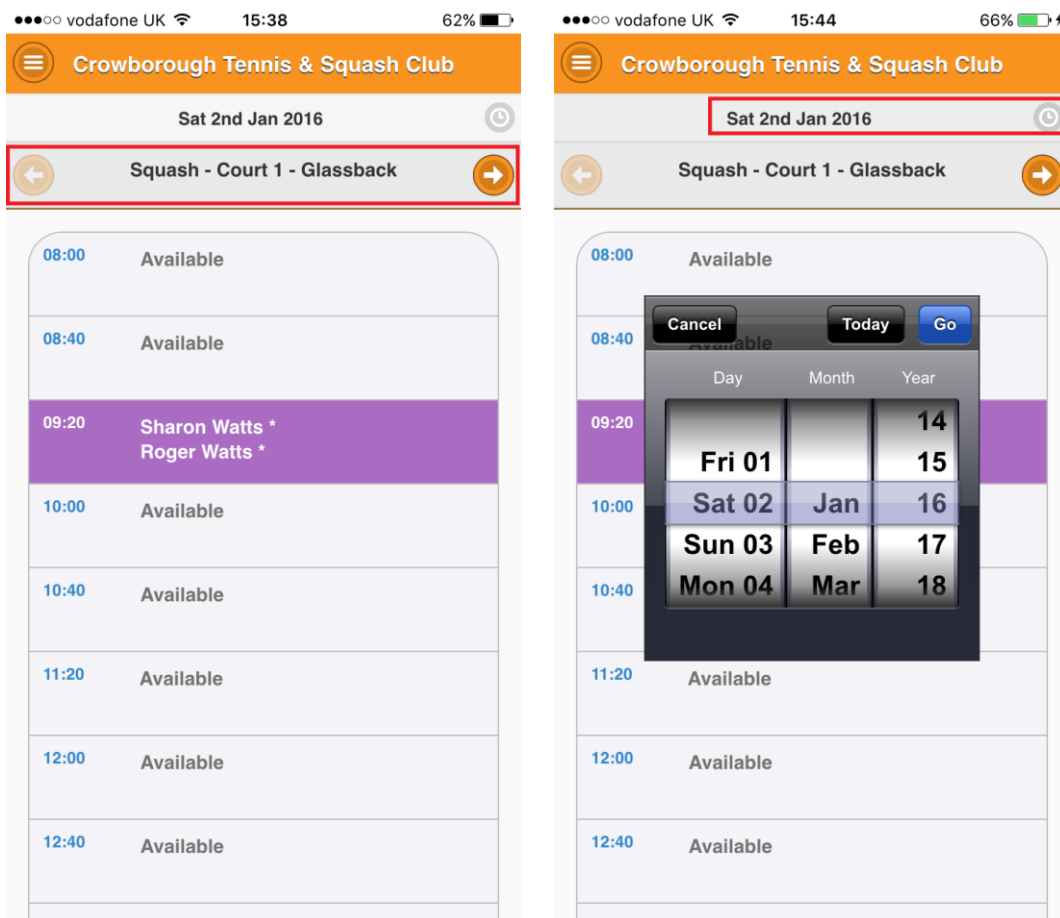 vodafone UK 15:38 62%
Crowborough Tennis & Squash Club
Sat 2nd Jan 2016
Squash - Court 1 - Glassback
08:00 Available
08:40 Available
09:20 Sharon Watts *
Roger Watts *
10:00 Available
10:40 Available
11:20 Available
12:00 Available
12:40 Available
vodafone UK 15:44 66%
Crowborough Tennis & Squash Club
Sat 2nd Jan 2016
Squash - Court 1 - Glassback
08:00 Available
Cancel Today Go
08:40 Available
Day Month Year
09:20 14
Fri 01 15
10:00 Sat 02 Jan 16
Sun 03 Feb 17
10:40 Mon 04 Mar 18
11:20 Available
12:00 Available
12:40 Available